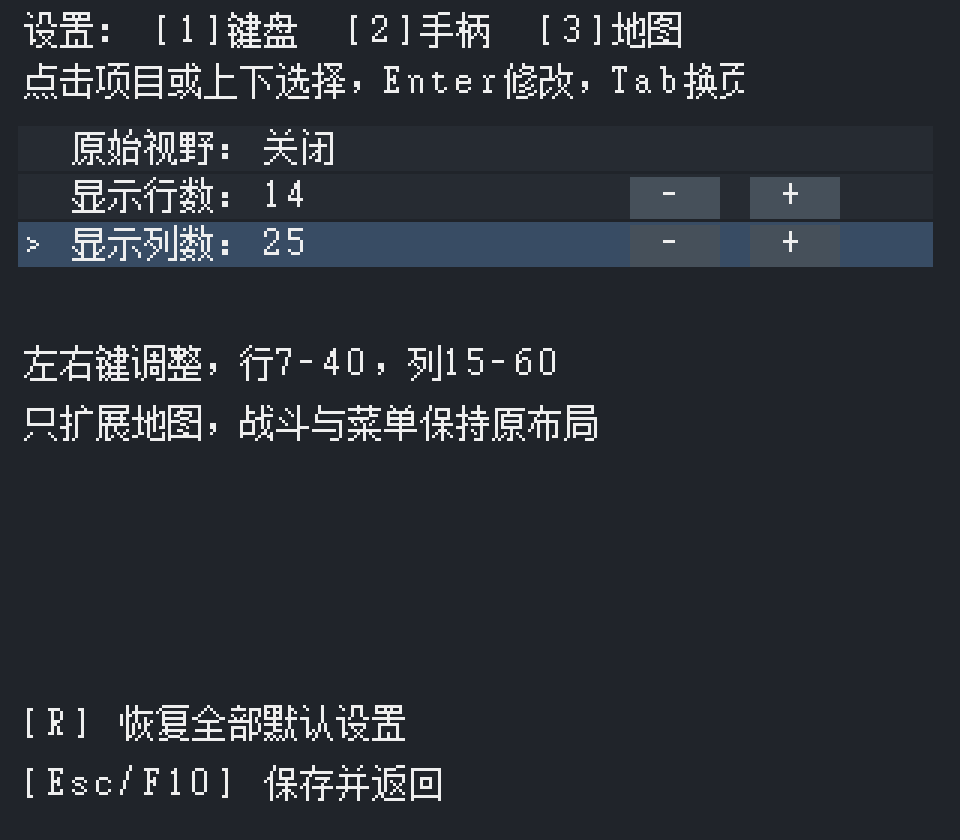 设置: [1]键盘 [2]手柄 [3]地图
点击项目或上下选择，Enter修改，Tab换页
原始视野: 关闭
显示行数: 14 - +
> 显示列数: 25 - +
左右键调整，行7-40，列15-60
只扩展地图，战斗与菜单保持原布局
[R] 恢复全部默认设置
[Esc/F10] 保存并返回